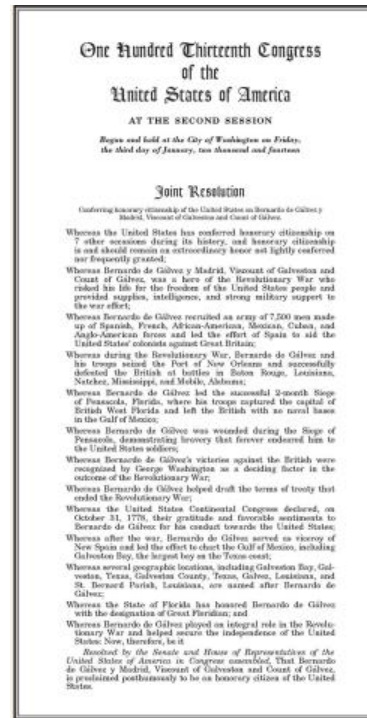 One Hundred Thirteenth Congress
of the
United States of America
AT THE SECOND SESSION
Begun and held at the City of Washington on Friday,
the third day of January, two thousand and fourteen
Joint Resolution
Conferring honorary citizenship of the United States on Bernardo de Gálvez y
Madrid, Viscount of Galveston and Count of Gálvez.
Whereas the United States has conferred honorary citizenship on
7 other occasions during its history, and honorary citizenship
is and should remain an extraordinary honor not lightly conferred
nor frequently granted;
Whereas Bernardo de Gálvez y Madrid, Viscount of Galveston and
Count of Gálvez, was a hero of the Revolutionary War who
risked his life for the freedom of the United States people and
provided supplies, intelligence, and strong military support to
the war effort;
Whereas Bernardo de Gálvez recruited an army of 7,500 men made
up of Spanish, French, African-American, Mexican, Cuban, and
Anglo-American forces and led the effort of Spain to aid the
United States' colonists against Great Britain;
Whereas during the Revolutionary War, Bernardo de Gálvez and
his troops seized the Port of New Orleans and successfully
defeated the British at battles in Baton Rouge, Louisiana,
Natchez, Mississippi, and Mobile, Alabama;
Whereas Bernardo de Gálvez led the successful 2-month Siege
of Pensacola, Florida, where his troops captured the capital of
British West Florida and left the British with no naval bases
in the Gulf of Mexico;
Whereas Bernardo de Gálvez was wounded during the Siege of
Pensacola, demonstrating bravery that forever endeared him to
the United States soldiers;
Whereas Bernardo de Gálvez's victories against the British were
recognized by George Washington as a deciding factor in the
outcome of the Revolutionary War;
Whereas Bernardo de Gálvez helped draft the terms of treaty that
ended the Revolutionary War;
Whereas the United States Continental Congress declared, on
October 31, 1778, their gratitude and favorable sentiments to
Bernardo de Gálvez for his conduct towards the United States;
Whereas after the war, Bernardo de Gálvez served as viceroy of
New Spain and led the effort to chart the Gulf of Mexico, including
Galveston Bay, the largest bay on the Texas coast;
Whereas several geographic locations, including Galveston Bay, Gal-
veston, Texas, Galveston County, Texas, Galvez, Louisiana, and
St. Bernard Parish, Louisiana, are named after Bernardo de
Gálvez;
Whereas the State of Florida has honored Bernardo de Gálvez
with the designation of Great Floridian; and
Whereas Bernardo de Gálvez played an integral role in the Revolu-
tionary War and helped secure the independence of the United
States: Now, therefore, be it
Resolved by the Senate and House of Representatives of the
United States of America in Congress assembled, That Bernardo
de Gálvez y Madrid, Viscount of Galveston and Count of Gálvez,
is proclaimed posthumously to be an honorary citizen of the United
States.